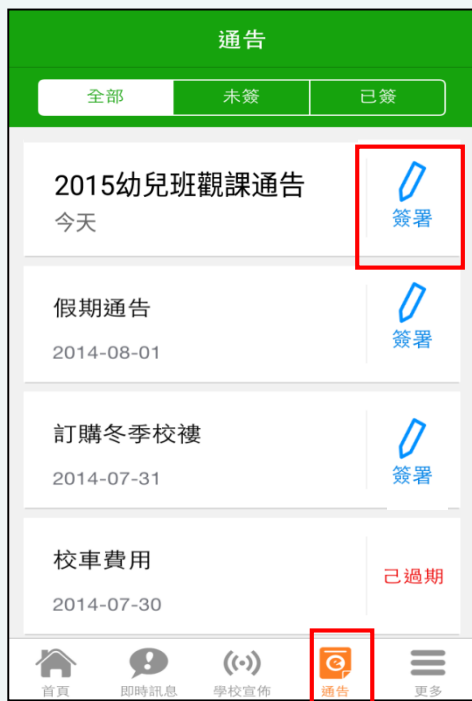 通告
全部 未簽 已簽
2015幼兒班觀課通告
今天
簽署
假期通告
2014-08-01
簽署
訂購冬季校褸
2014-07-31
簽署
校車費用
2014-07-30
己過期
首頁 即時訊息 學校宣佈 通告 更多